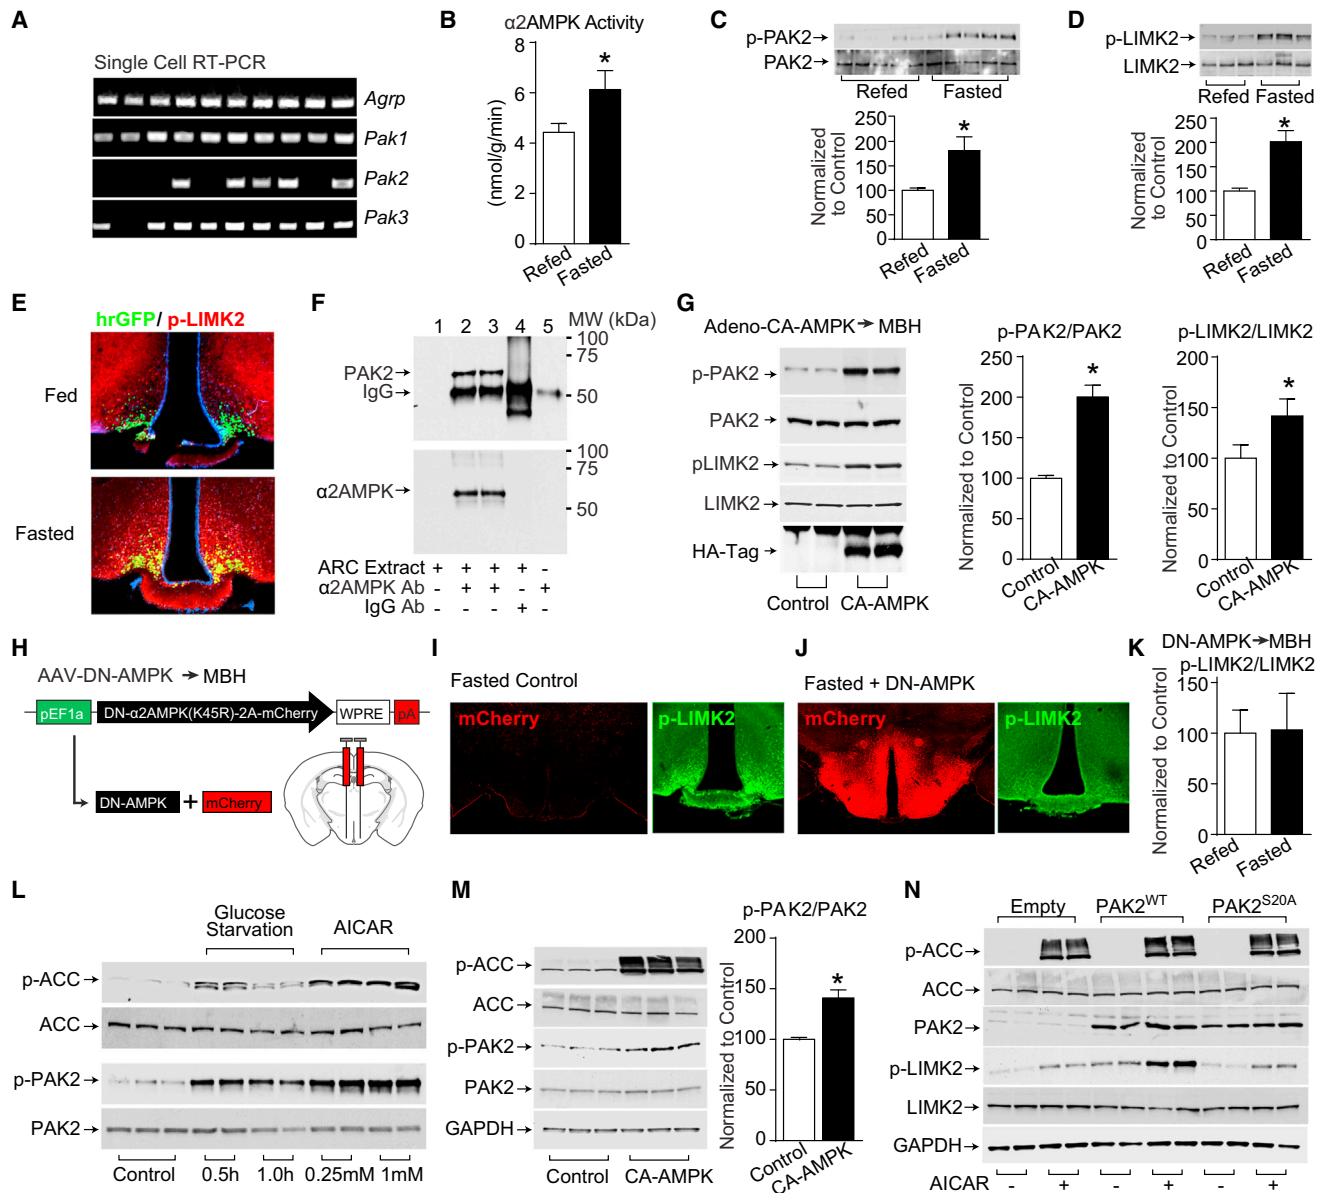 A
Single Cell RT-PCR
Agrp
Pak1
Pak2
Pak3
B
α2AMPK Activity
(nmol/g/min)
8
6
4
2
0
*
Refed
Fasted
C
p-PAK2
PAK2
Refed Fasted
Normalized
to Control
250
200
150
100
50
0
*
Refed
Fasted
D
p-LIMK2
LIMK2
Refed Fasted
Normalized
to Control
250
200
150
100
50
0
*
Refed
Fasted
E
hrGFP/ p-LIMK2
Fed
Fasted
F
1 2 3 4 5
MW (kDa)
PAK2
IgG
100
75
50
α2AMPK
100
75
50
ARC Extract + + + + -
α2AMPK Ab - + + - +
IgG Ab - - - + -
G
Adeno-CA-AMPK → MBH
p-PAK2
PAK2
pLIMK2
LIMK2
HA-Tag
Control CA-AMPK
p-PAK2/PAK2
Normalized to Control
250
200
150
100
50
0
*
Control
CA-AMPK
p-LIMK2/LIMK2
Normalized to Control
200
150
100
50
0
*
Control
CA-AMPK
H
AAV-DN-AMPK → MBH
pEF1a DN-α2AMPK(K45R)-2A-mCherry WPRE pA
DN-AMPK + mCherry
I
Fasted Control
mCherry p-LIMK2
J
Fasted + DN-AMPK
mCherry p-LIMK2
K
DN-AMPK → MBH
p-LIMK2/LIMK2
Normalized to Control
150
100
50
0
Refed
Fasted
L
Glucose
Starvation
AICAR
p-ACC
ACC
p-PAK2
PAK2
Control 0.5h 1.0h 0.25mM 1mM
M
p-ACC
ACC
p-PAK2
PAK2
GAPDH
Control CA-AMPK
p-PAK2/PAK2
Normalized to Control
200
150
100
50
0
*
Control
CA-AMPK
N
Empty PAK2WT PAK2S20A
p-ACC
ACC
PAK2
p-LIMK2
LIMK2
GAPDH
AICAR - + - + - +